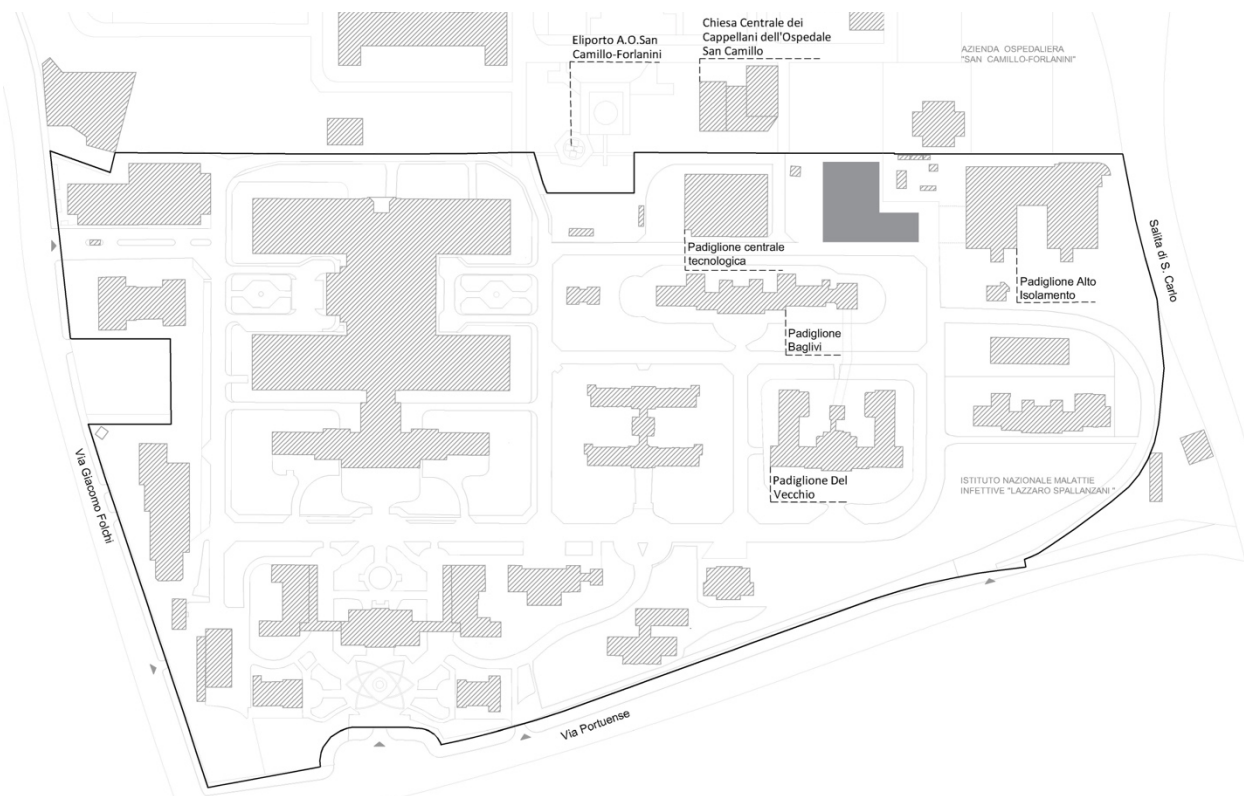 Chiesa Centrale dei
Cappellani dell'Ospedale
San Camillo
Eliporto A.O.San
Camillo-Forlanini
AZIENDA OSPEDALIERA
"SAN CAMILLO-FORLANINI"
Salita di S. Carlo
Padiglione centrale
tecnologica
Padiglione Alto
Isolamento
Padiglione
Baglivi
Padiglione Del
Vecchio
ISTITUTO NAZIONALE MALATTIE
INFETTIVE "LAZZARO SPALLANZANI"
Via Giacomo Folchi
Via Portuense